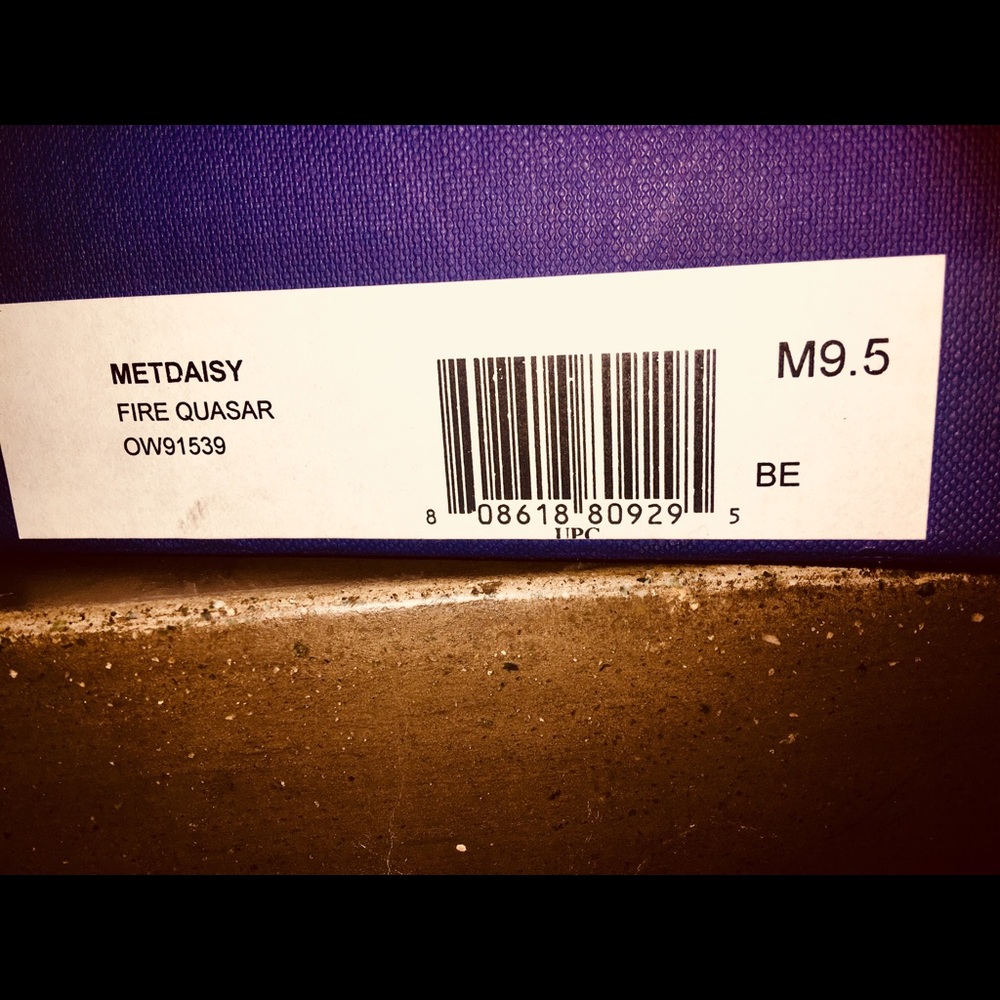 METDAISY
FIRE QUASAR
OW91539
M9.5
BE
8 08618 80929 5
UPC